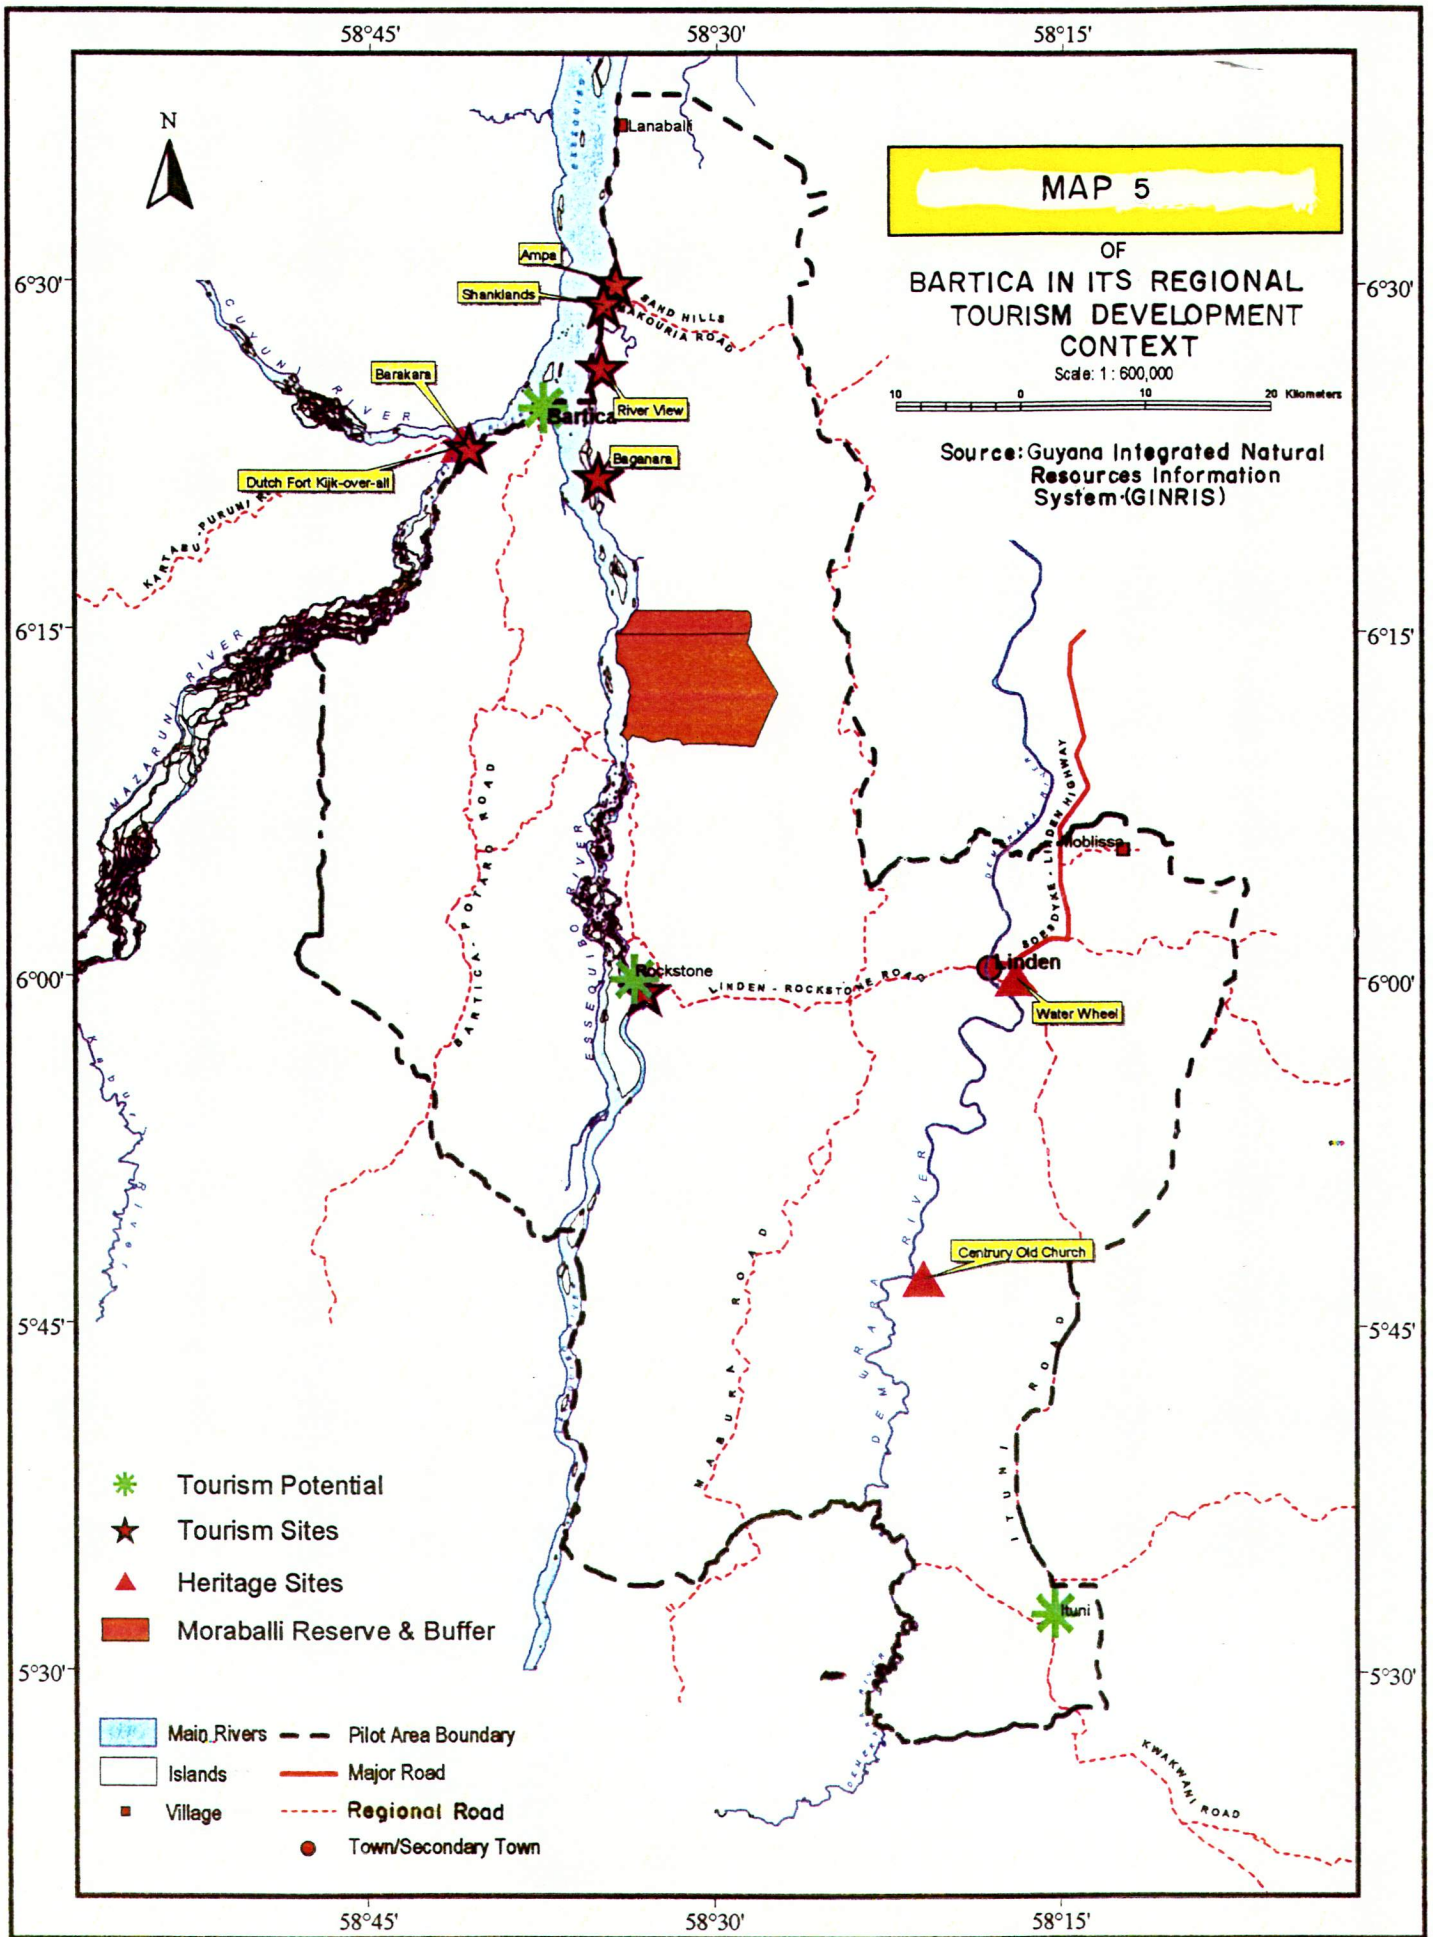 58°45'
58°30'
58°15'
N
Lanaballi
MAP 5
OF
BARTICA IN ITS REGIONAL
TOURISM DEVELOPMENT
CONTEXT
Scale: 1 : 600,000
10 0 10 20 Kilometers
Source: Guyana Integrated Natural
Resources Information
System (GINRIS)
6°30'
6°30'
Ampa
Shanklands
SAND HILLS
MAKOURIA ROAD
CUYUNI RIVER
Barakara
River View
Bartica
Baganara
Dutch Fort Kijk-over-all
KARTABU - PURUNI
6°15'
6°15'
MAZARUNI RIVER
BARTICA - POTARO ROAD
ESSEQUIBO RIVER
DEMERARA RIVER
SOESDYKE - LINDEN HIGHWAY
Moblissa
6°00'
6°00'
Rockstone
LINDEN - ROCKSTONE ROAD
Linden
Water Wheel
River
Centrury Old Church
DEMERARA RIVER
MABURA ROAD
ITUNI ROAD
5°45'
5°45'
Ituni
5°30'
5°30'
KWAKWANI ROAD
Tourism Potential
Tourism Sites
Heritage Sites
Moraballi Reserve & Buffer
Main Rivers
Pilot Area Boundary
Islands
Major Road
Village
Regional Road
Town/Secondary Town
58°45'
58°30'
58°15'